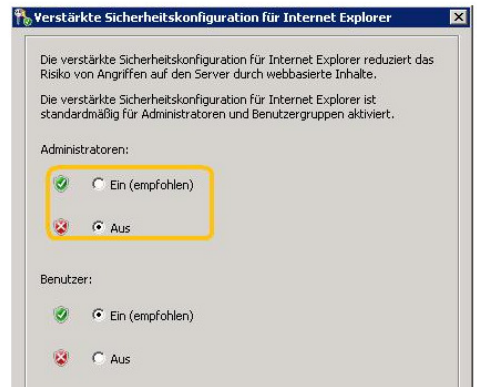 Verstärkte Sicherheitskonfiguration für Internet Explorer
Die verstärkte Sicherheitskonfiguration für Internet Explorer reduziert das
Risiko von Angriffen auf den Server durch webbasierte Inhalte.
Die verstärkte Sicherheitskonfiguration für Internet Explorer ist
standardmäßig für Administratoren und Benutzergruppen aktiviert.
Administratoren:
Ein (empfohlen)
Aus
Benutzer:
Ein (empfohlen)
Aus